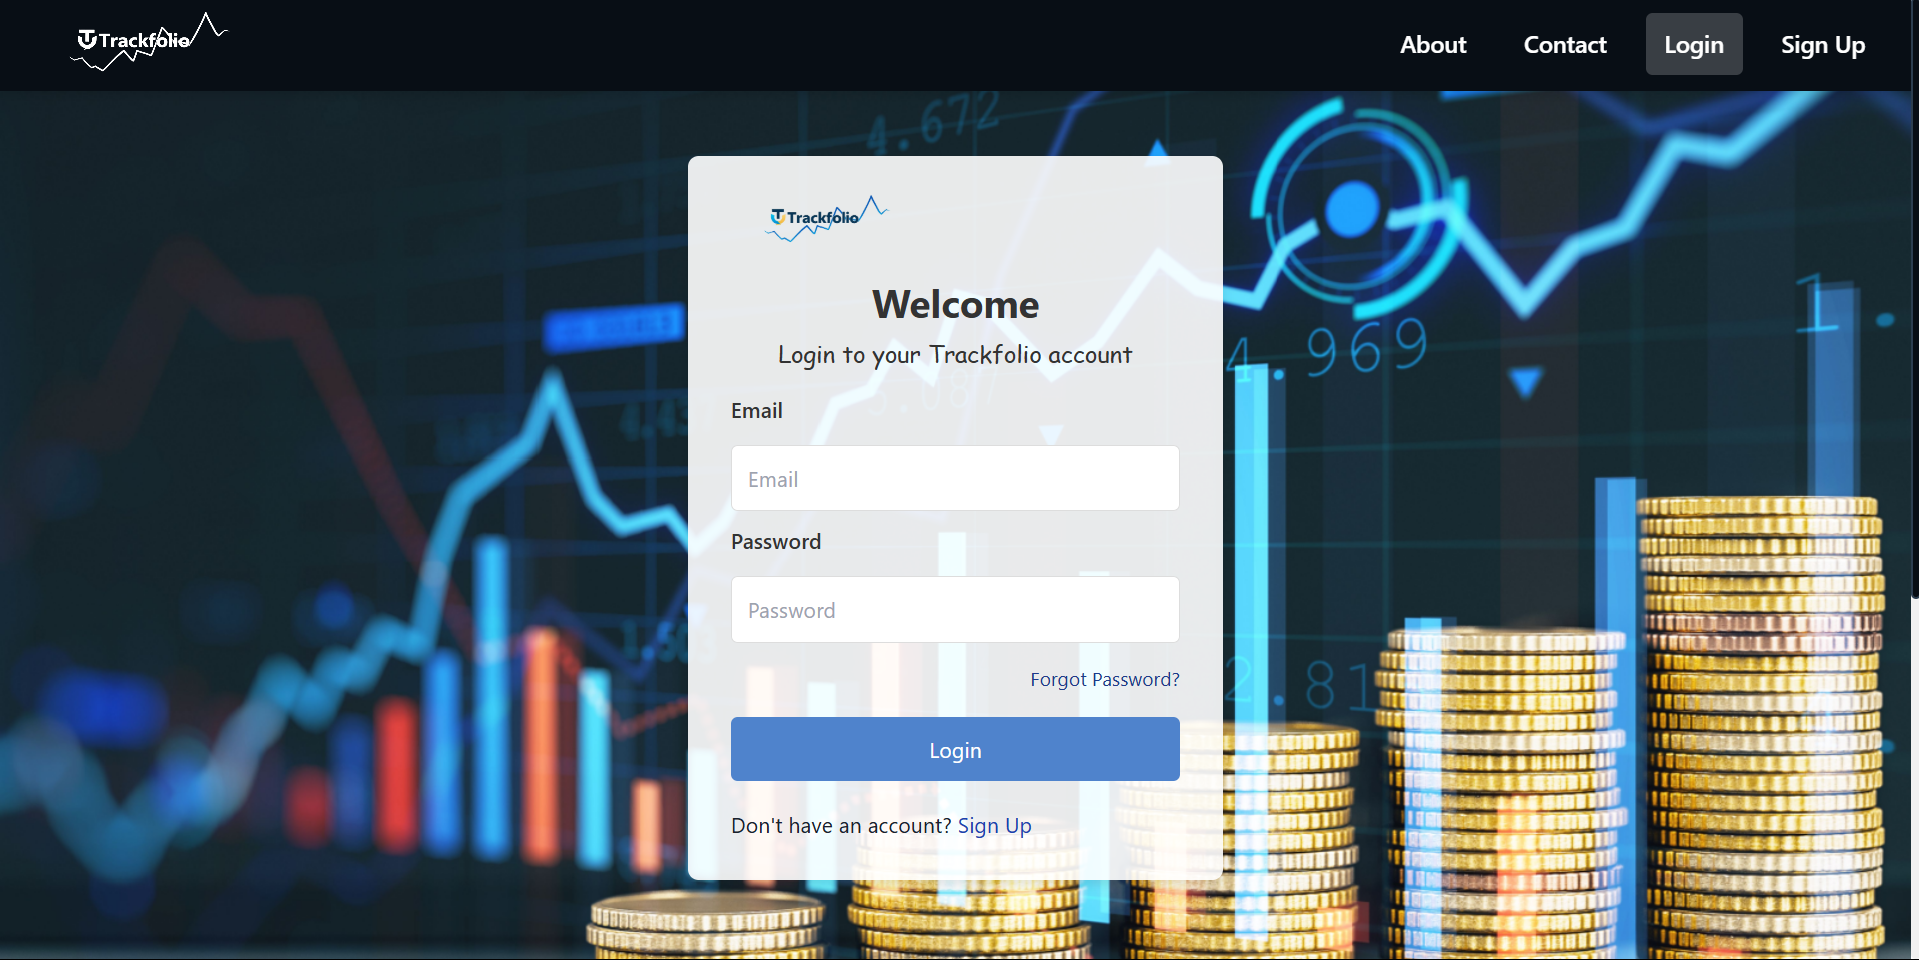 Trackfolio
About Contact Login Sign Up
4.672
Trackfolio
Welcome
Login to your Trackfolio account
4.969
1.
Email
Email
Password
Password
Forgot Password?
2.81
Login
Don't have an account? Sign Up